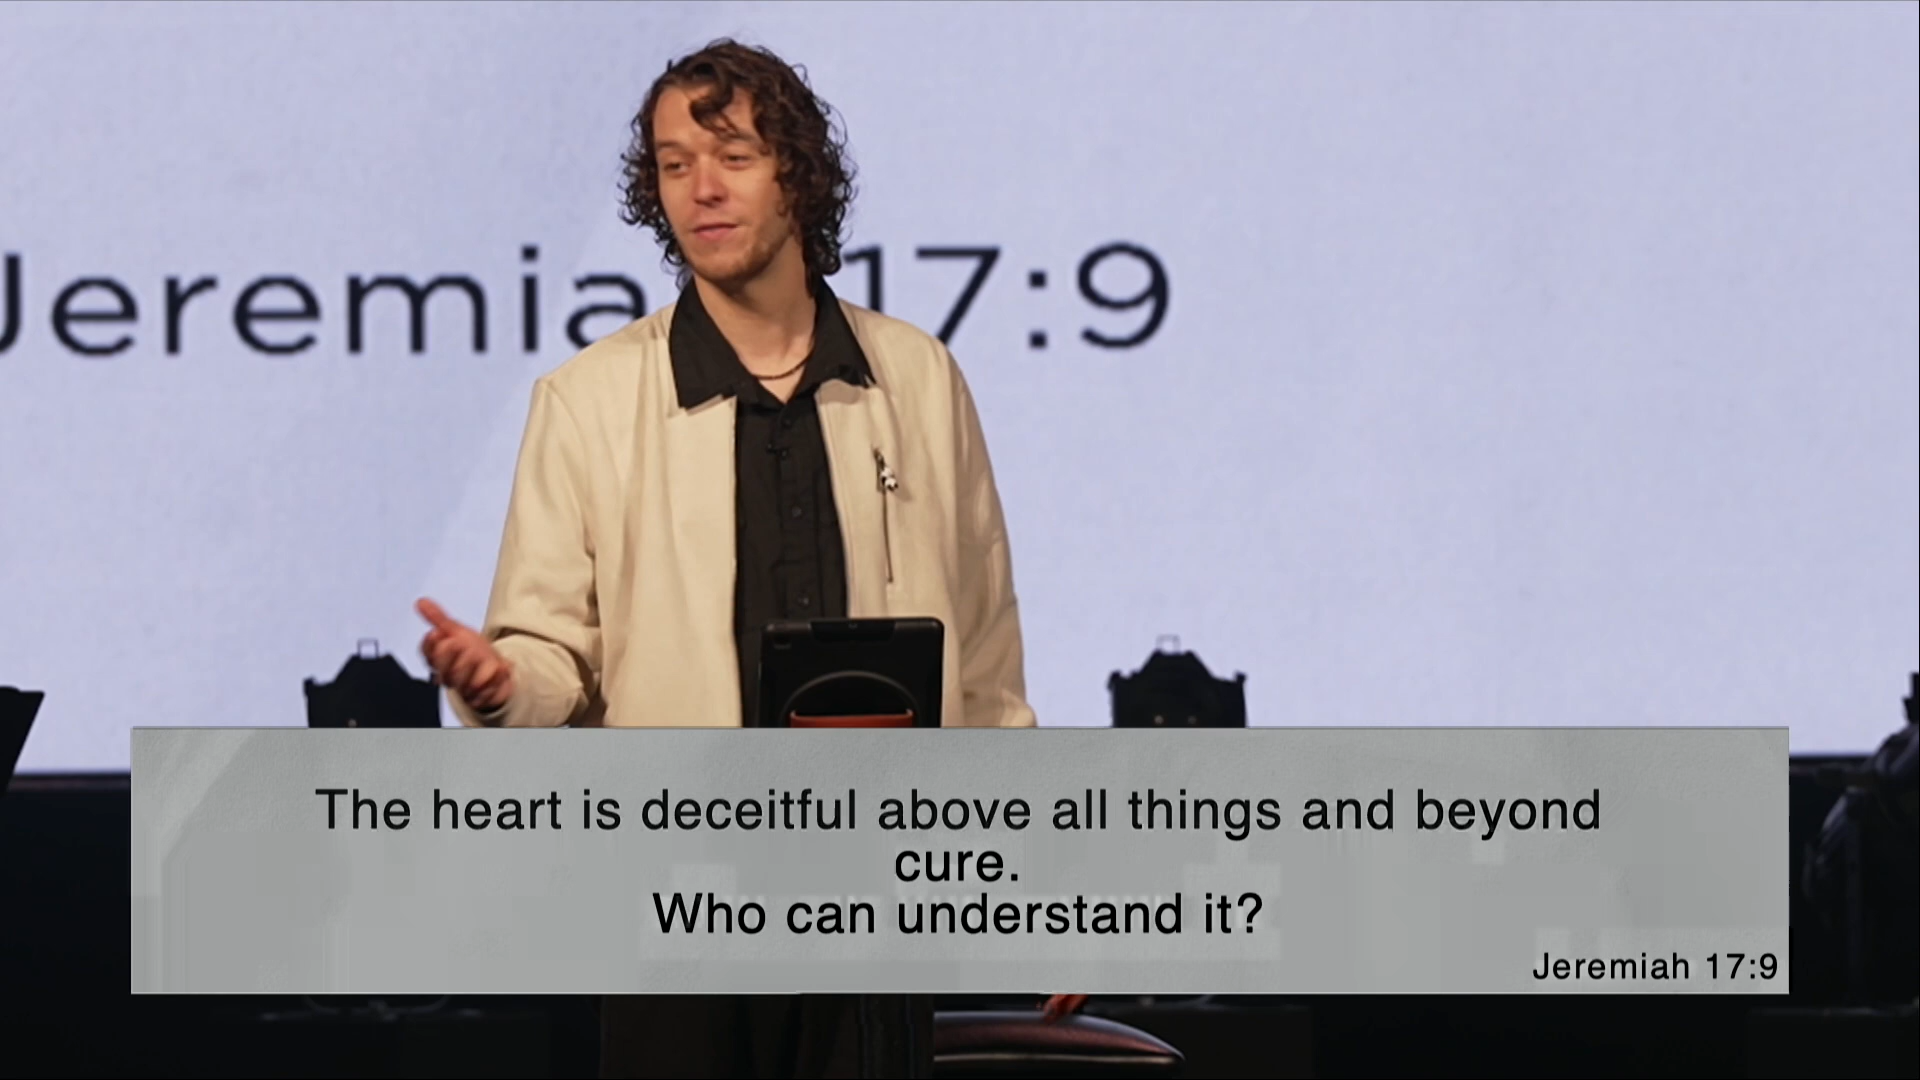 Jeremiah 17:9
The heart is deceitful above all things and beyond
cure.
Who can understand it?
Jeremiah 17:9